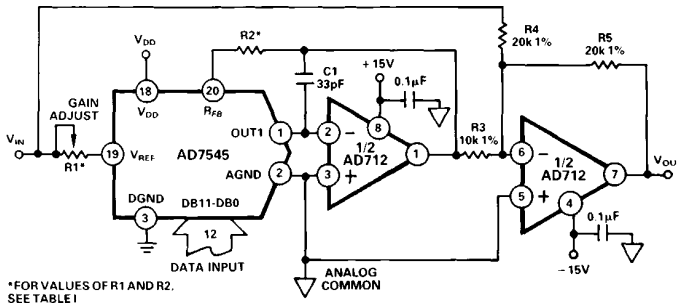 R4
20k 1%
R2*
R5
20k 1%
V_DD
C1
33pF
+15V
0.1µF
GAIN
ADJUST
18
V_DD
20
R_FB
V_IN
R1*
19
V_REF
AD7545
OUT1
1
2
–
8
1/2
AD712
1
R3
10k 1%
6
–
1/2
AD712
7
V_OU
AGND
2
3
+
5
+
4
DGND
3
DB11-DB0
12
DATA INPUT
0.1µF
ANALOG
COMMON
–15V
*FOR VALUES OF R1 AND R2,
SEE TABLE I